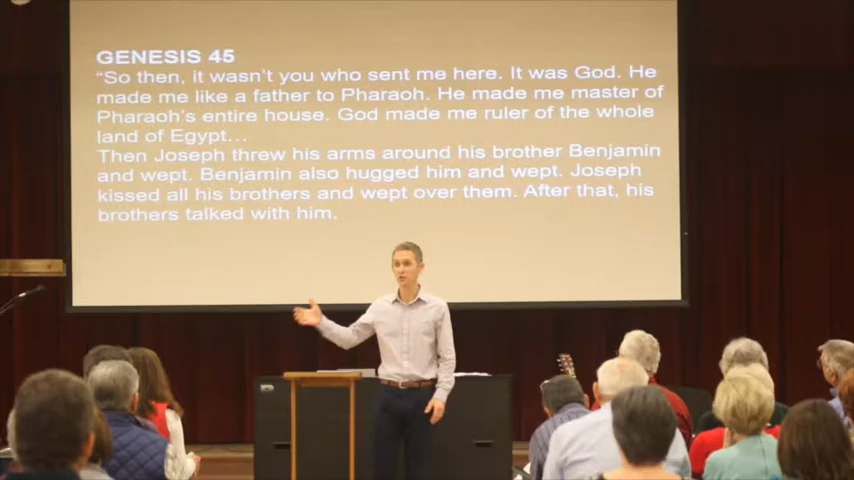 GENESIS 45
“So then, it wasn’t you who sent me here. It was God. He
made me like a father to Pharaoh. He made me master of
Pharaoh’s entire house. God made me ruler of the whole
land of Egypt…
Then Joseph threw his arms around his brother Benjamin
and wept. Benjamin also hugged him and wept. Joseph
kissed all his brothers and wept over them. After that, his
brothers talked with him.